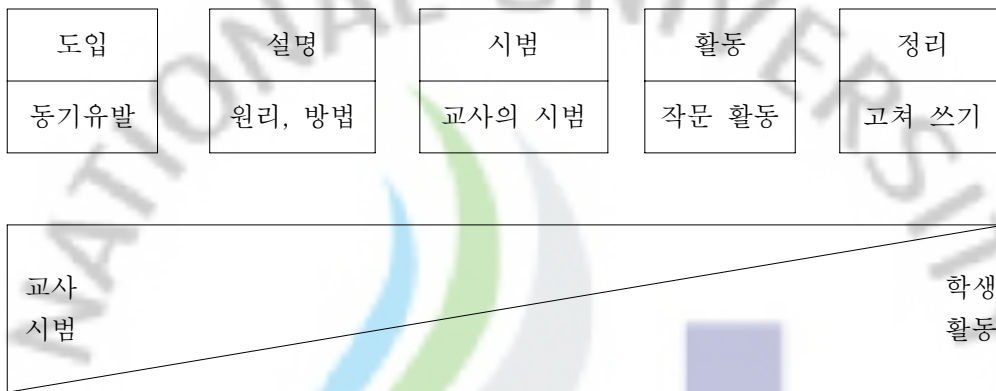 NATIONAL UNIVERSIT
도입 설명 시범 활동 정리
동기유발 원리, 방법 교사의 시범 작문 활동 고쳐 쓰기
교사 학생
시범 활동